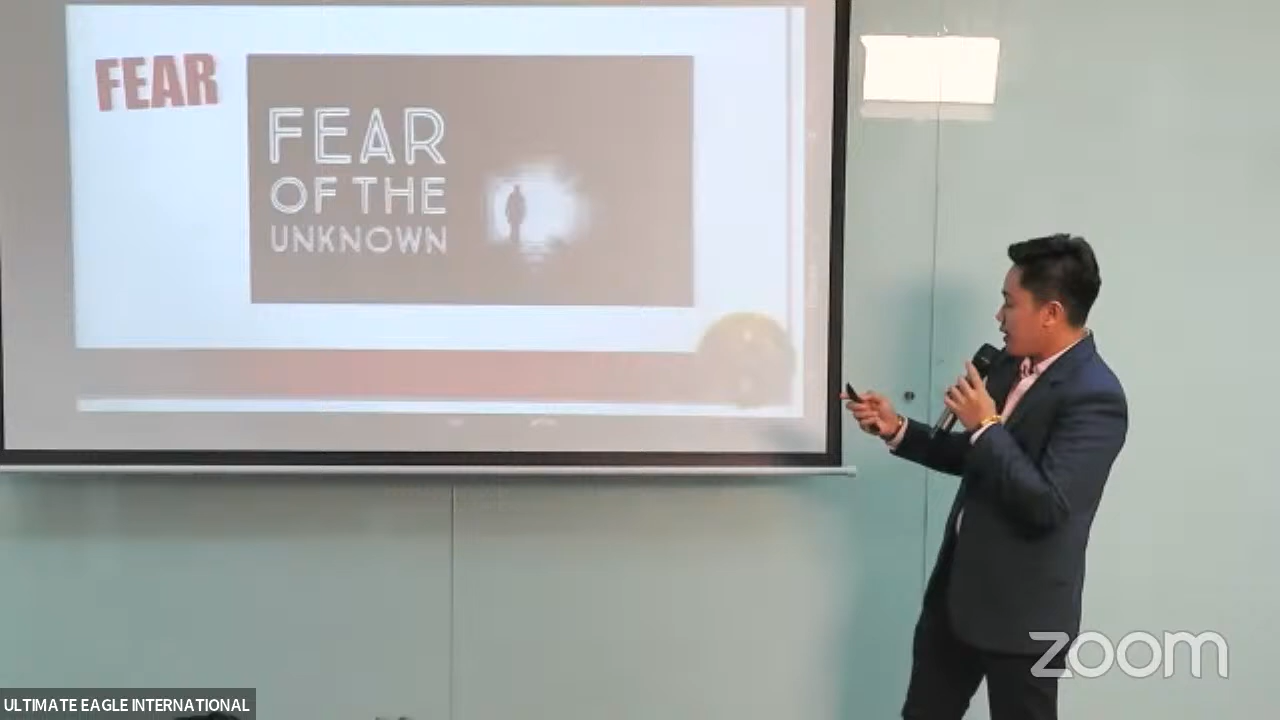 FEAR
FEAR
OF THE
UNKNOWN
zoom
ULTIMATE EAGLE INTERNATIONAL